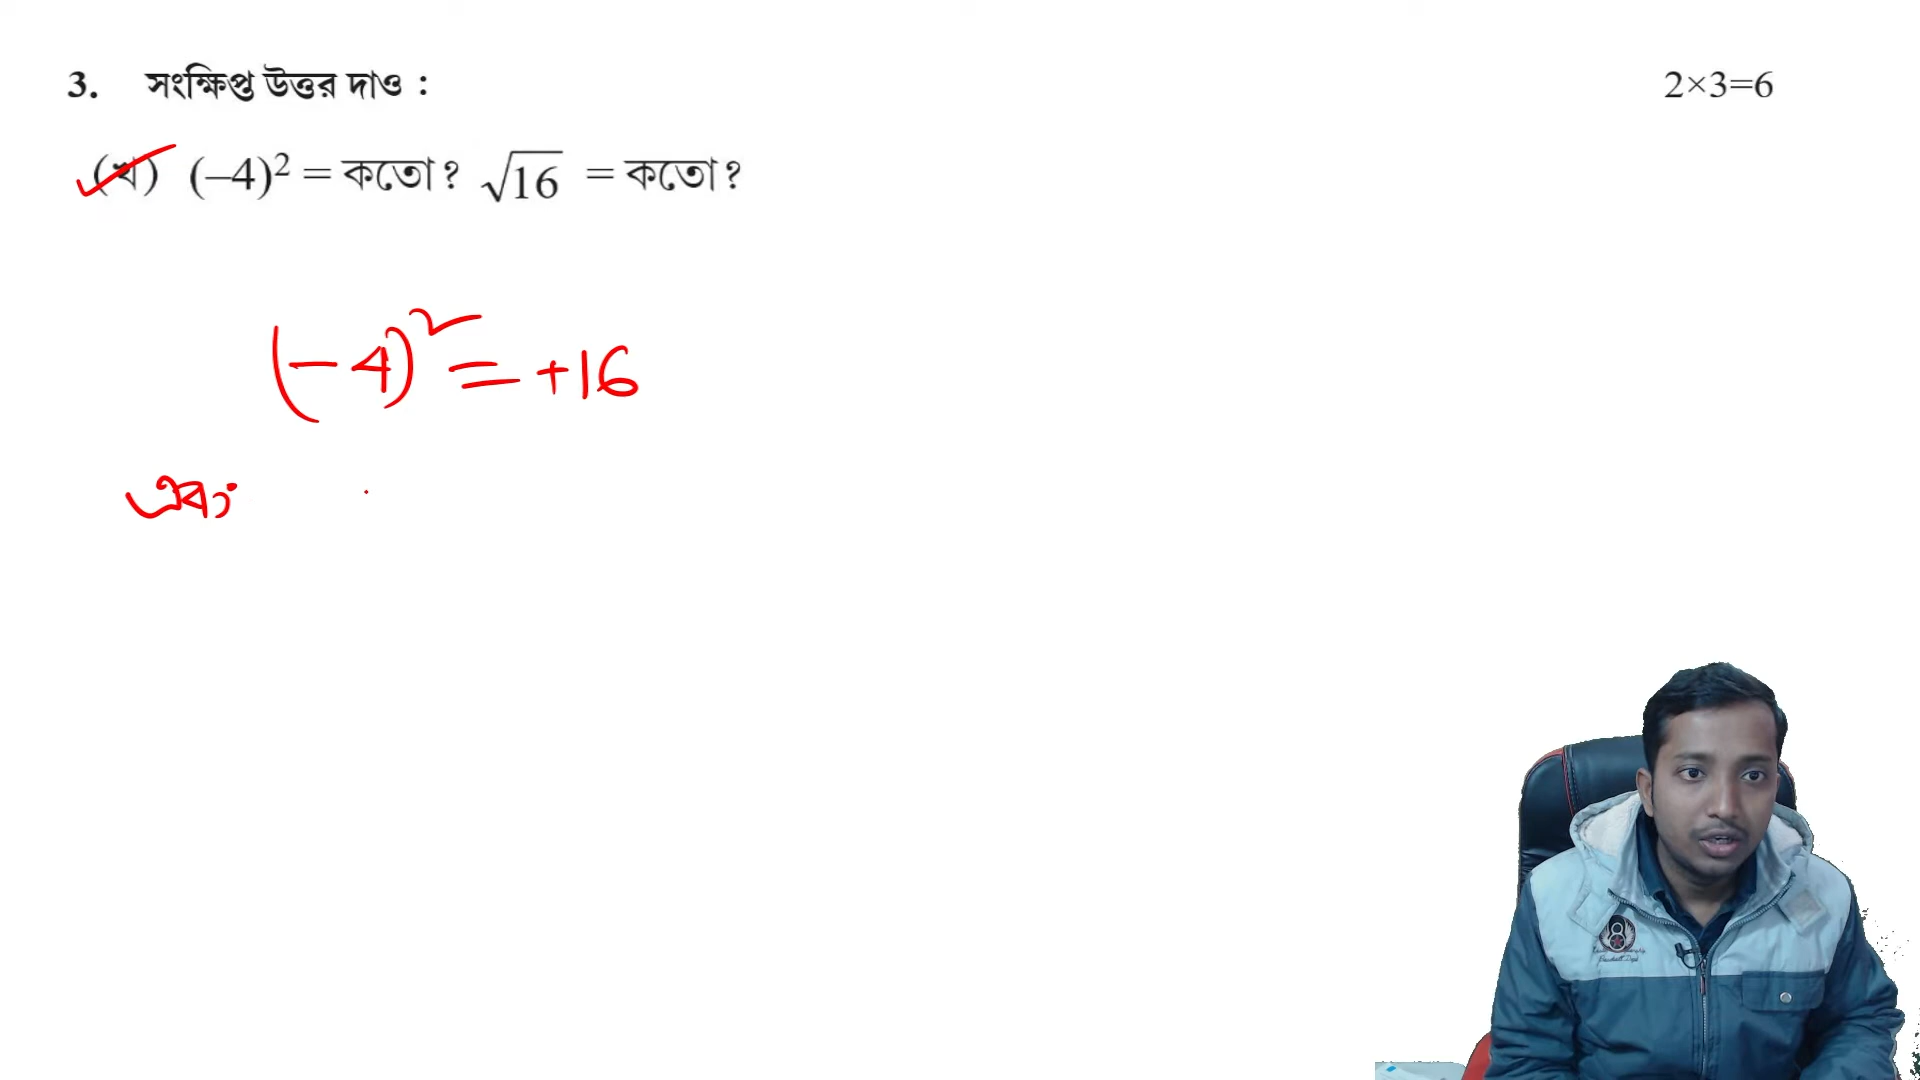 3. সংক্ষিপ্ত উত্তর দাও : 2×3=6
(খ) (–4)² = কতো? √16 = কতো?
(–4)² = +16
এবং